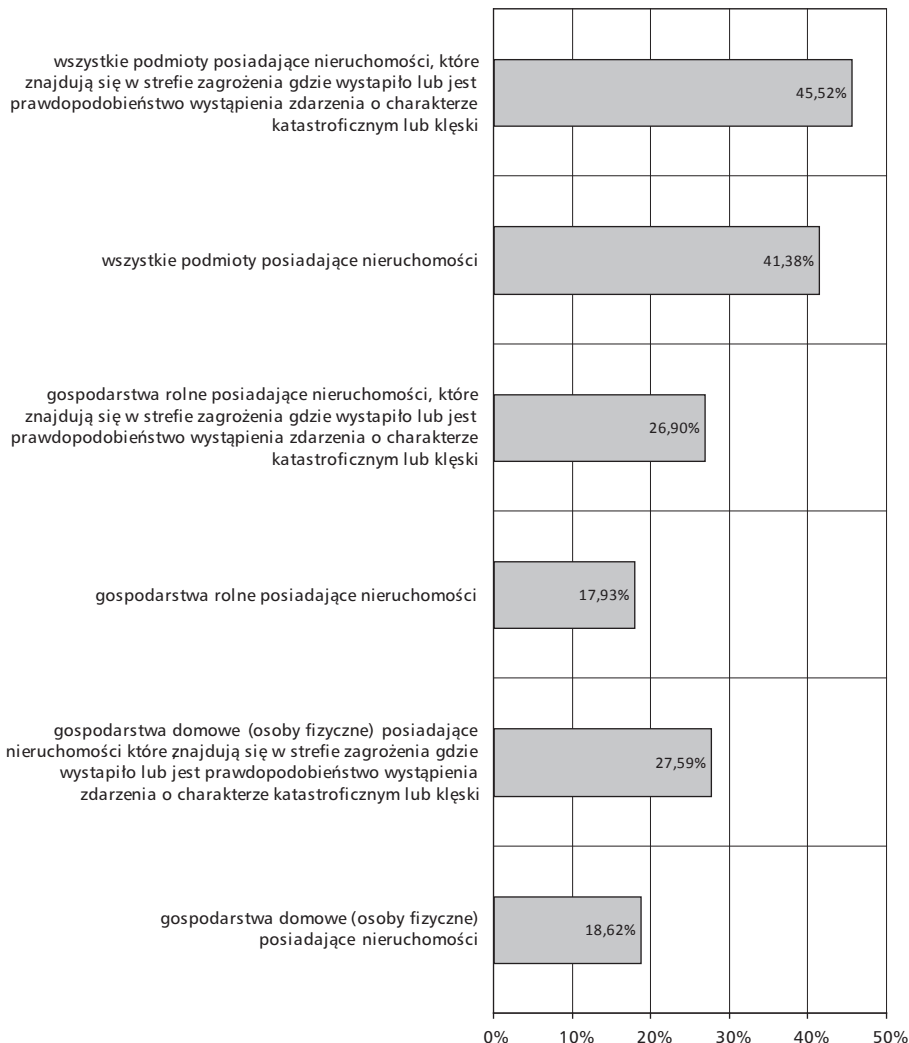 wszystkie podmioty posiadające nieruchomości, które
znajdują się w strefie zagrożenia gdzie wystapiło lub jest
prawdopodobieństwo wystąpienia zdarzenia o charakterze
katastroficznym lub klęski
45,52%
wszystkie podmioty posiadające nieruchomości
41,38%
gospodarstwa rolne posiadające nieruchomości, które
znajdują się w strefie zagrożenia gdzie wystapiło lub jest
prawdopodobieństwo wystąpienia zdarzenia o charakterze
katastroficznym lub klęski
26,90%
gospodarstwa rolne posiadające nieruchomości
17,93%
gospodarstwa domowe (osoby fizyczne) posiadające
nieruchomości które znajdują się w strefie zagrożenia gdzie
wystapiło lub jest prawdopodobieństwo wystąpienia
zdarzenia o charakterze katastroficznym lub klęski
27,59%
gospodarstwa domowe (osoby fizyczne)
posiadające nieruchomości
18,62%
0% 10% 20% 30% 40% 50%